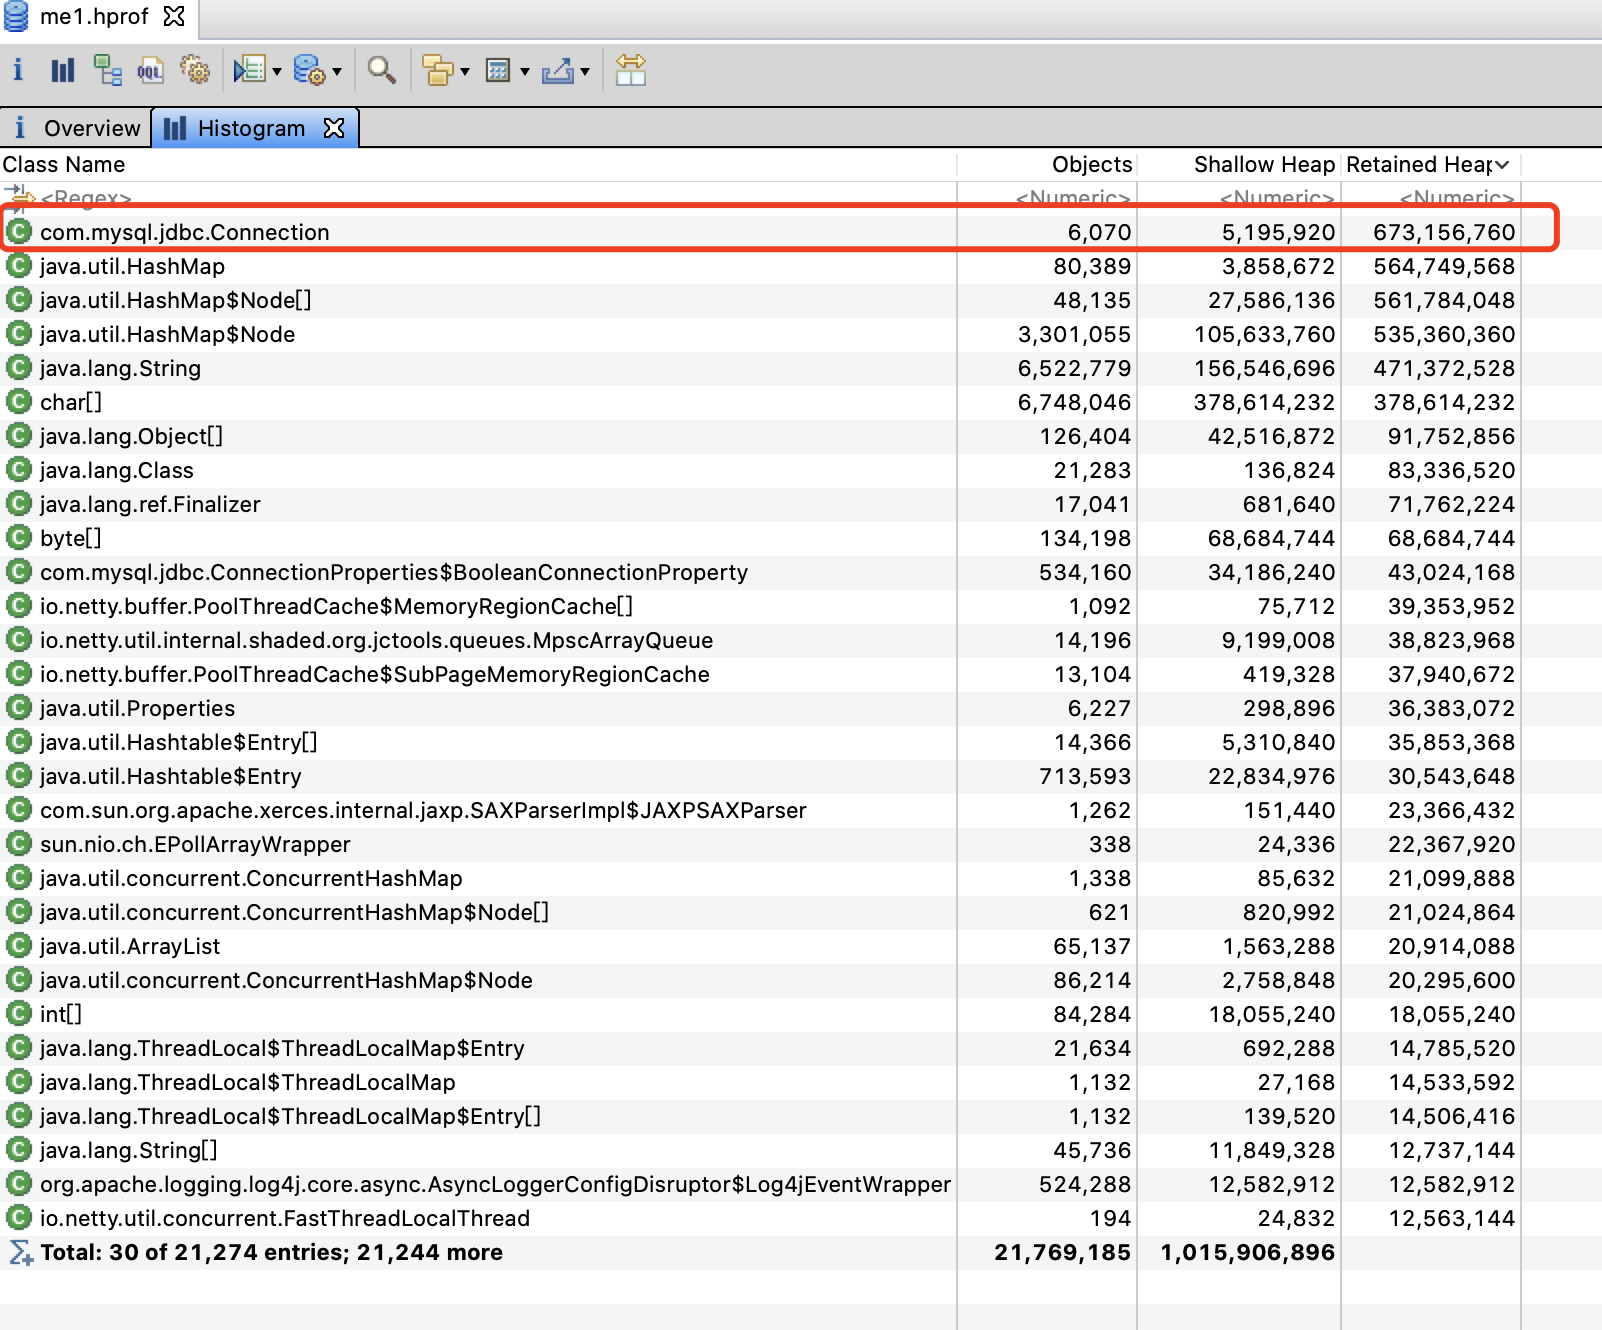 me1.hprof
i OQL
i Overview Histogram
Class Name Objects Shallow Heap Retained Heap
<Regex> <Numeric> <Numeric> <Numeric>
com.mysql.jdbc.Connection 6,070 5,195,920 673,156,760
java.util.HashMap 80,389 3,858,672 564,749,568
java.util.HashMap$Node[] 48,135 27,586,136 561,784,048
java.util.HashMap$Node 3,301,055 105,633,760 535,360,360
java.lang.String 6,522,779 156,546,696 471,372,528
char[] 6,748,046 378,614,232 378,614,232
java.lang.Object[] 126,404 42,516,872 91,752,856
java.lang.Class 21,283 136,824 83,336,520
java.lang.ref.Finalizer 17,041 681,640 71,762,224
byte[] 134,198 68,684,744 68,684,744
com.mysql.jdbc.ConnectionProperties$BooleanConnectionProperty 534,160 34,186,240 43,024,168
io.netty.buffer.PoolThreadCache$MemoryRegionCache[] 1,092 75,712 39,353,952
io.netty.util.internal.shaded.org.jctools.queues.MpscArrayQueue 14,196 9,199,008 38,823,968
io.netty.buffer.PoolThreadCache$SubPageMemoryRegionCache 13,104 419,328 37,940,672
java.util.Properties 6,227 298,896 36,383,072
java.util.Hashtable$Entry[] 14,366 5,310,840 35,853,368
java.util.Hashtable$Entry 713,593 22,834,976 30,543,648
com.sun.org.apache.xerces.internal.jaxp.SAXParserImpl$JAXPSAXParser 1,262 151,440 23,366,432
sun.nio.ch.EPollArrayWrapper 338 24,336 22,367,920
java.util.concurrent.ConcurrentHashMap 1,338 85,632 21,099,888
java.util.concurrent.ConcurrentHashMap$Node[] 621 820,992 21,024,864
java.util.ArrayList 65,137 1,563,288 20,914,088
java.util.concurrent.ConcurrentHashMap$Node 86,214 2,758,848 20,295,600
int[] 84,284 18,055,240 18,055,240
java.lang.ThreadLocal$ThreadLocalMap$Entry 21,634 692,288 14,785,520
java.lang.ThreadLocal$ThreadLocalMap 1,132 27,168 14,533,592
java.lang.ThreadLocal$ThreadLocalMap$Entry[] 1,132 139,520 14,506,416
java.lang.String[] 45,736 11,849,328 12,737,144
org.apache.logging.log4j.core.async.AsyncLoggerConfigDisruptor$Log4jEventWrapper 524,288 12,582,912 12,582,912
io.netty.util.concurrent.FastThreadLocalThread 194 24,832 12,563,144
Total: 30 of 21,274 entries; 21,244 more 21,769,185 1,015,906,896